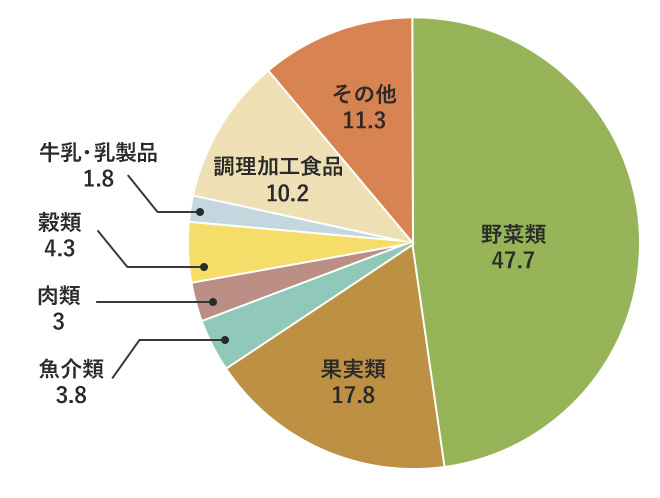 その他
11.3
牛乳・乳製品
1.8
調理加工食品
10.2
穀類
4.3
野菜類
47.7
肉類
3
魚介類
3.8
果実類
17.8